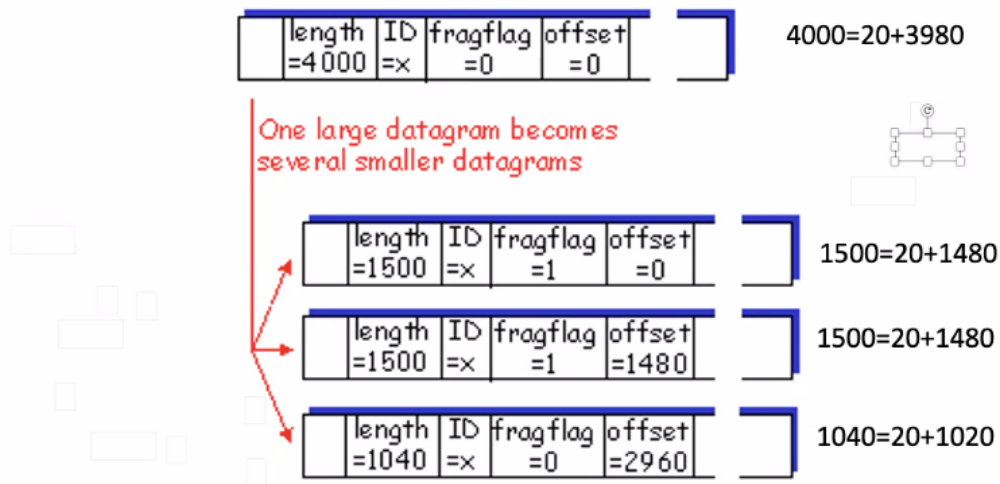 length ID fragflag offset
=4000 =x =0 =0
4000=20+3980
One large datagram becomes
several smaller datagrams
length ID fragflag offset
=1500 =x =1 =0
1500=20+1480
length ID fragflag offset
=1500 =x =1 =1480
1500=20+1480
length ID fragflag offset
=1040 =x =0 =2960
1040=20+1020